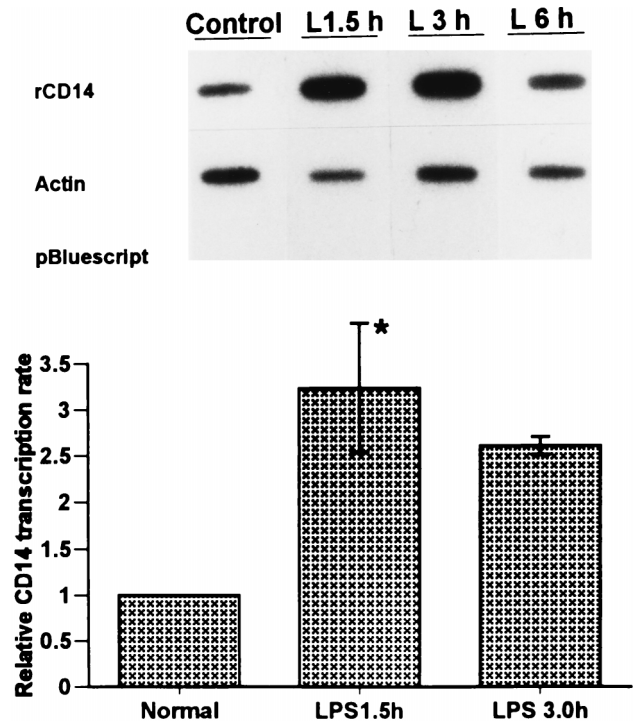 Control L1.5 h L 3 h L 6 h
rCD14
Actin
pBluescript
*
3.5
3
2.5
2
1.5
1
0.5
0
Relative CD14 transcription rate
Normal LPS1.5h LPS 3.0h